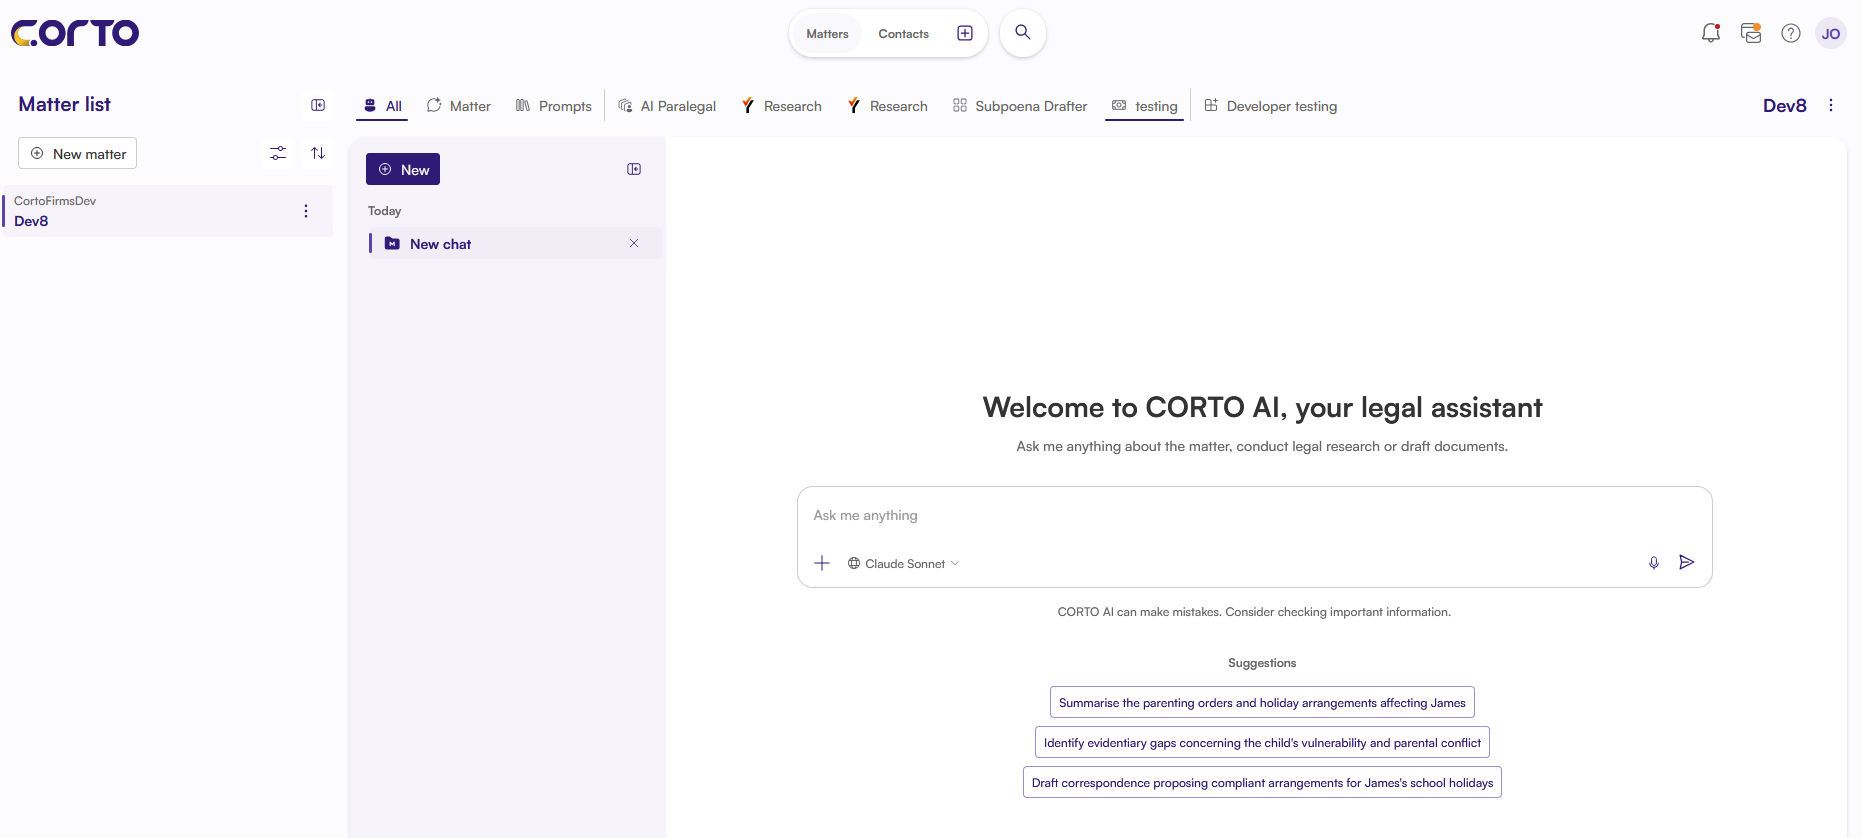 CORTO
Matters
Contacts
JO
Matter list
All
Matter
Prompts
AI Paralegal
Research
Research
Subpoena Drafter
testing
Developer testing
Dev8
New matter
CortoFirmsDev
Dev8
New
Today
New chat
Welcome to CORTO AI, your legal assistant
Ask me anything about the matter, conduct legal research or draft documents.
Ask me anything
Claude Sonnet
CORTO AI can make mistakes. Consider checking important information.
Suggestions
Summarise the parenting orders and holiday arrangements affecting James
Identify evidentiary gaps concerning the child's vulnerability and parental conflict
Draft correspondence proposing compliant arrangements for James's school holidays